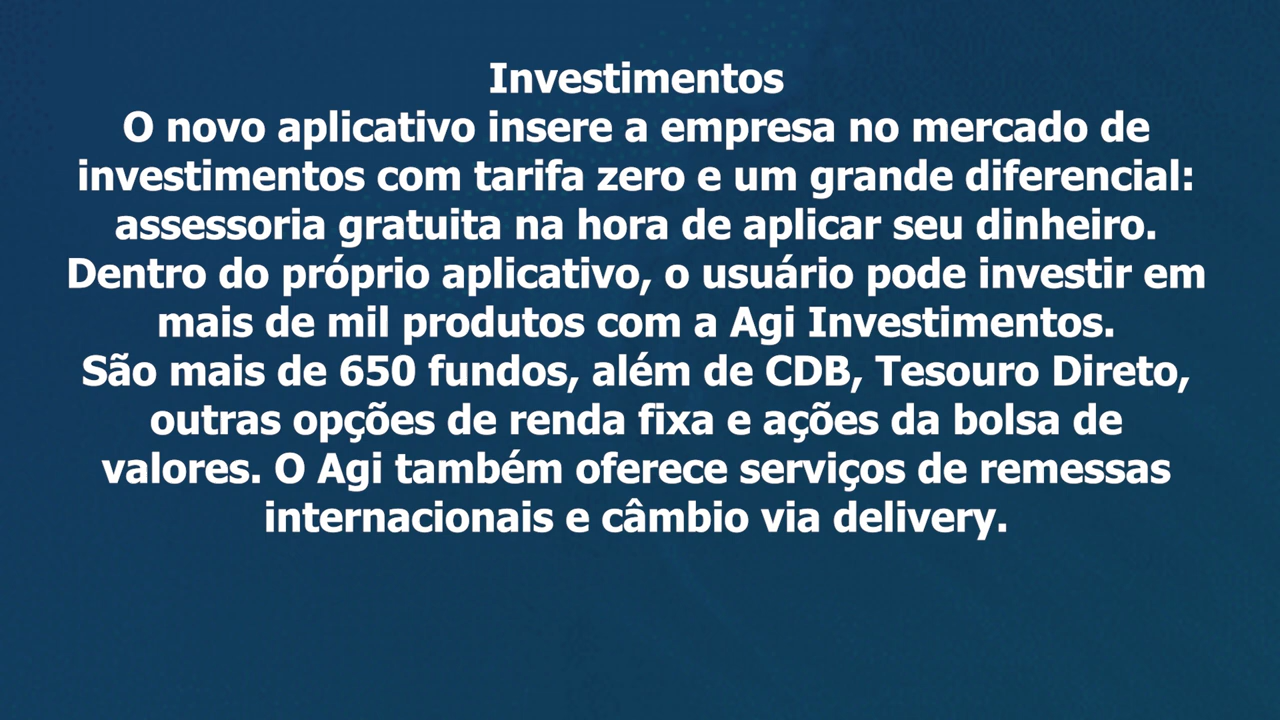 Investimentos
O novo aplicativo insere a empresa no mercado de
investimentos com tarifa zero e um grande diferencial:
assessoria gratuita na hora de aplicar seu dinheiro.
Dentro do próprio aplicativo, o usuário pode investir em
mais de mil produtos com a Agi Investimentos.
São mais de 650 fundos, além de CDB, Tesouro Direto,
outras opções de renda fixa e ações da bolsa de
valores. O Agi também oferece serviços de remessas
internacionais e câmbio via delivery.